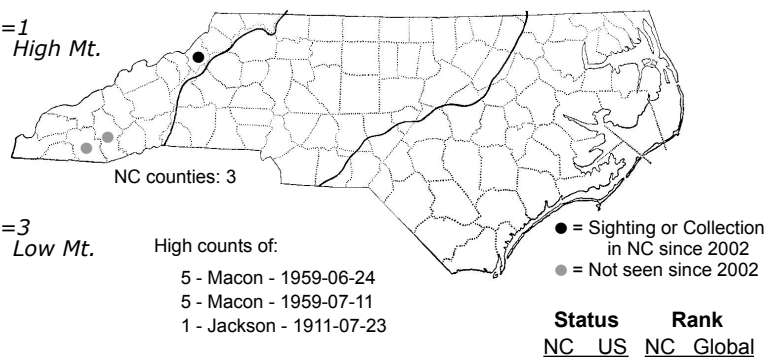 =1
High Mt.
NC counties: 3
=3
Low Mt.
High counts of:
5 - Macon - 1959-06-24
5 - Macon - 1959-07-11
1 - Jackson - 1911-07-23
● = Sighting or Collection
in NC since 2002
● = Not seen since 2002
Status Rank
NC US NC Global